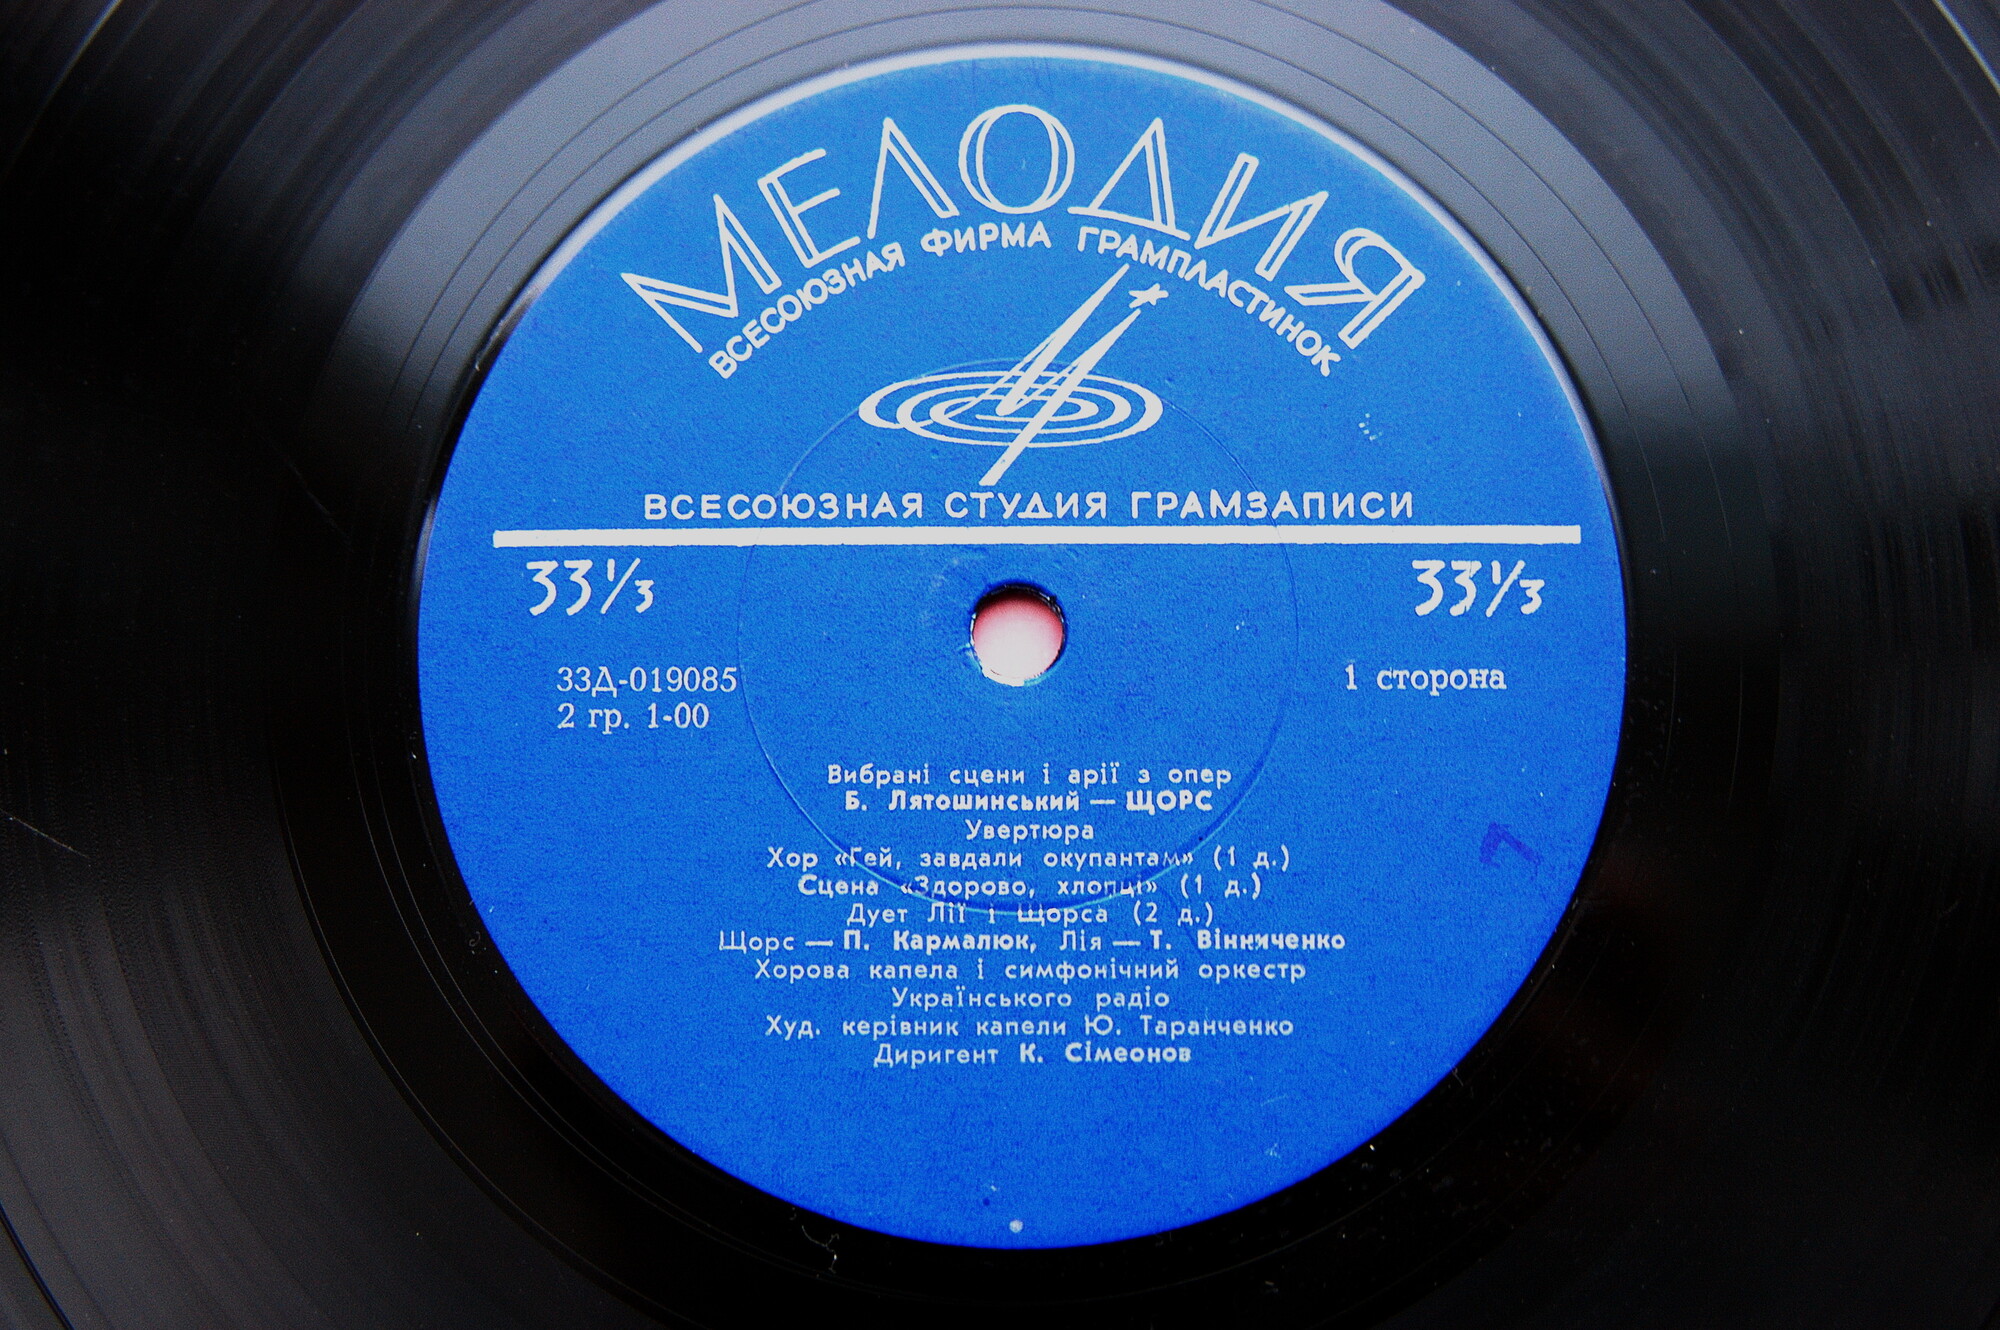 МЕЛОДИЯ
ВСЕСОЮЗНАЯ ФИРМА ГРАМПЛАСТИНОК
ВСЕСОЮЗНАЯ СТУДИЯ ГРАМЗАПИСИ
33⅓ 33⅓
33Д-019085 1 сторона
2 гр. 1-00
Вибрані сцени і арії з опер
Б. Лятошинський — ЩОРС
Увертюра
Хор «Гей, завдали окупантам» (1 д.)
Сцена «Здорово, хлопці» (1 д.)
Дует Лії і Щорса (2 д.)
Щорс — П. Кармалюк, Лія — Т. Вінниченко
Хорова капела і симфонічний оркестр
Українського радіо
Худ. керівник капели Ю. Таранченко
Диригент К. Сімеонов